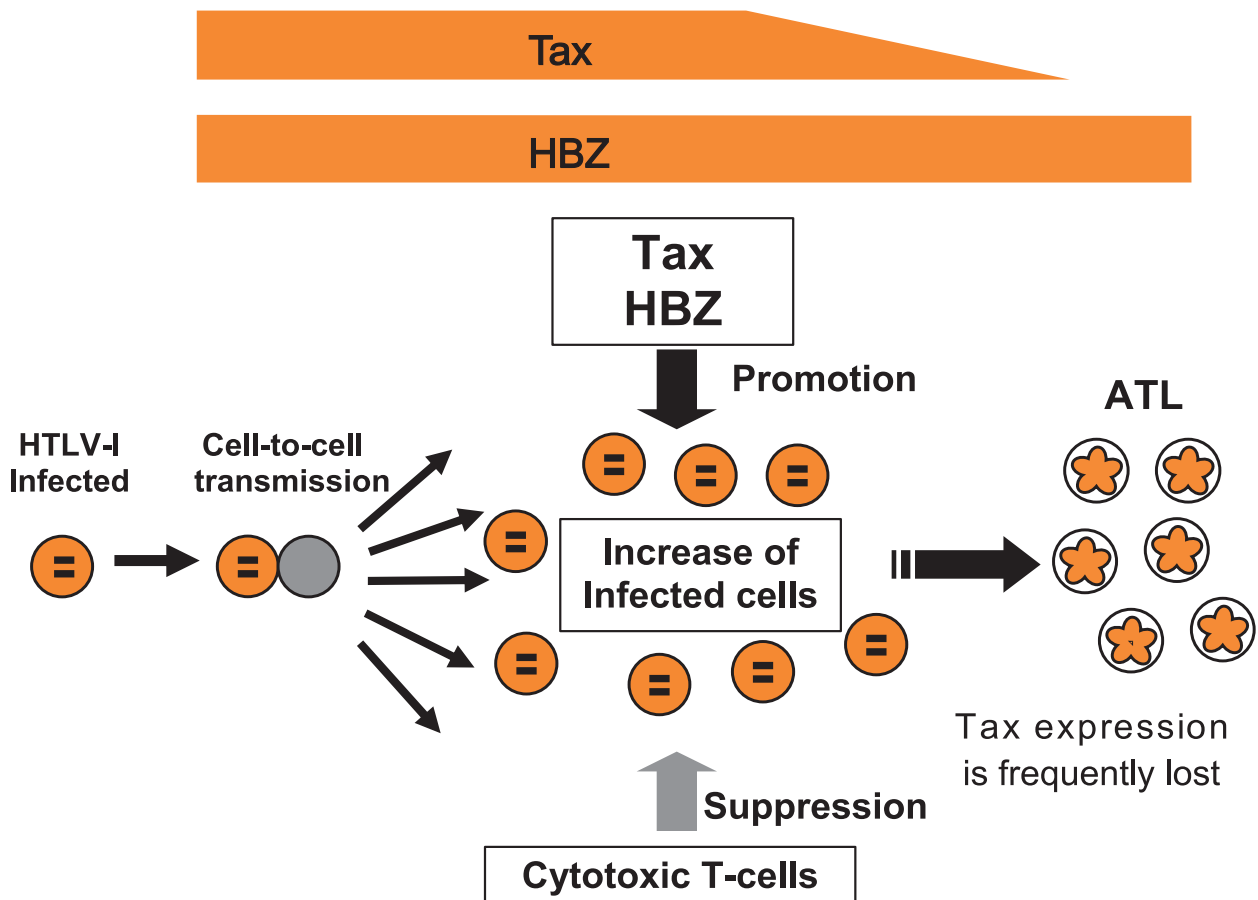 Tax
HBZ
Tax
HBZ
Promotion
ATL
HTLV-I
Infected
Cell-to-cell
transmission
Increase of
Infected cells
Tax expression
is frequently lost
Suppression
Cytotoxic T-cells